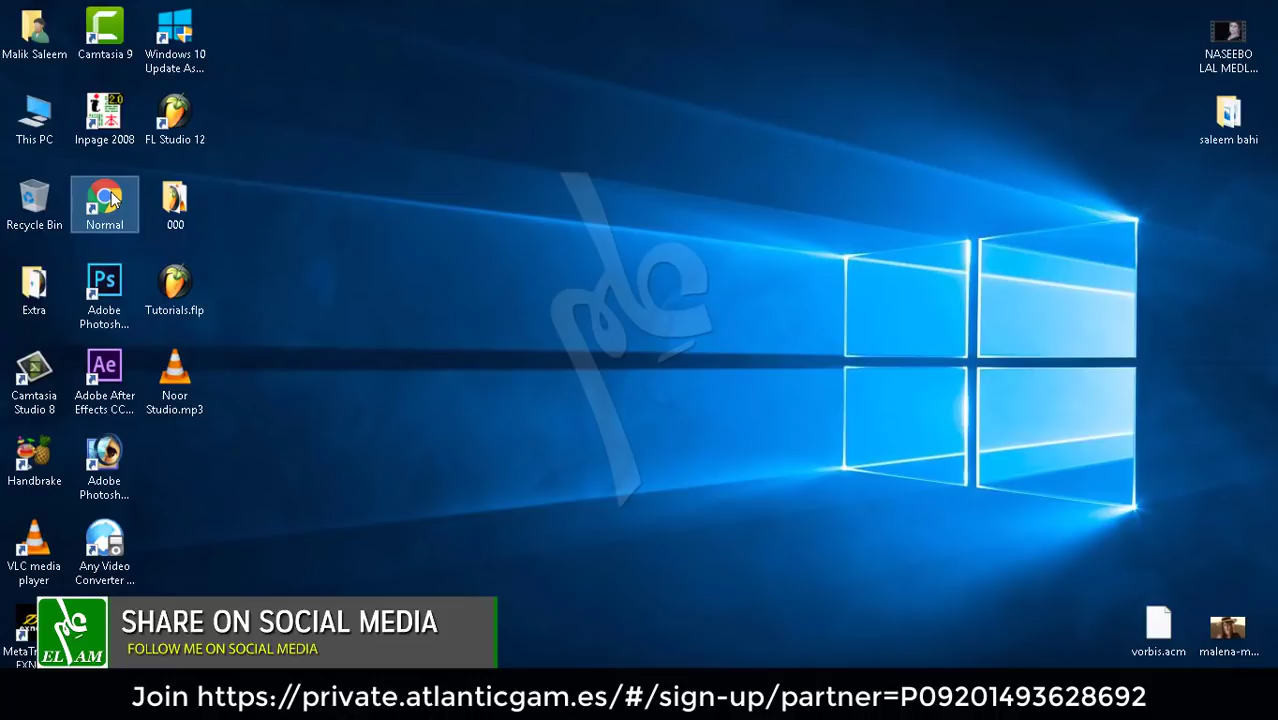 Malik Saleem
Camtasia 9
Windows 10
Update As...
NASEEBO
LAL MEDL...
This PC
Inpage 2008
FL Studio 12
saleem bahi
Recycle Bin
Normal
000
Extra
Adobe
Photosh...
Tutorials.flp
Camtasia
Studio 8
Adobe After
Effects CC...
Noor
Studio.mp3
Handbrake
Adobe
Photosh...
VLC media
player
Any Video
Converter ...
vorbis.acm
malena-m...
SHARE ON SOCIAL MEDIA
FOLLOW ME ON SOCIAL MEDIA
Join https://private.atlanticgam.es/#/sign-up/partner=P09201493628692